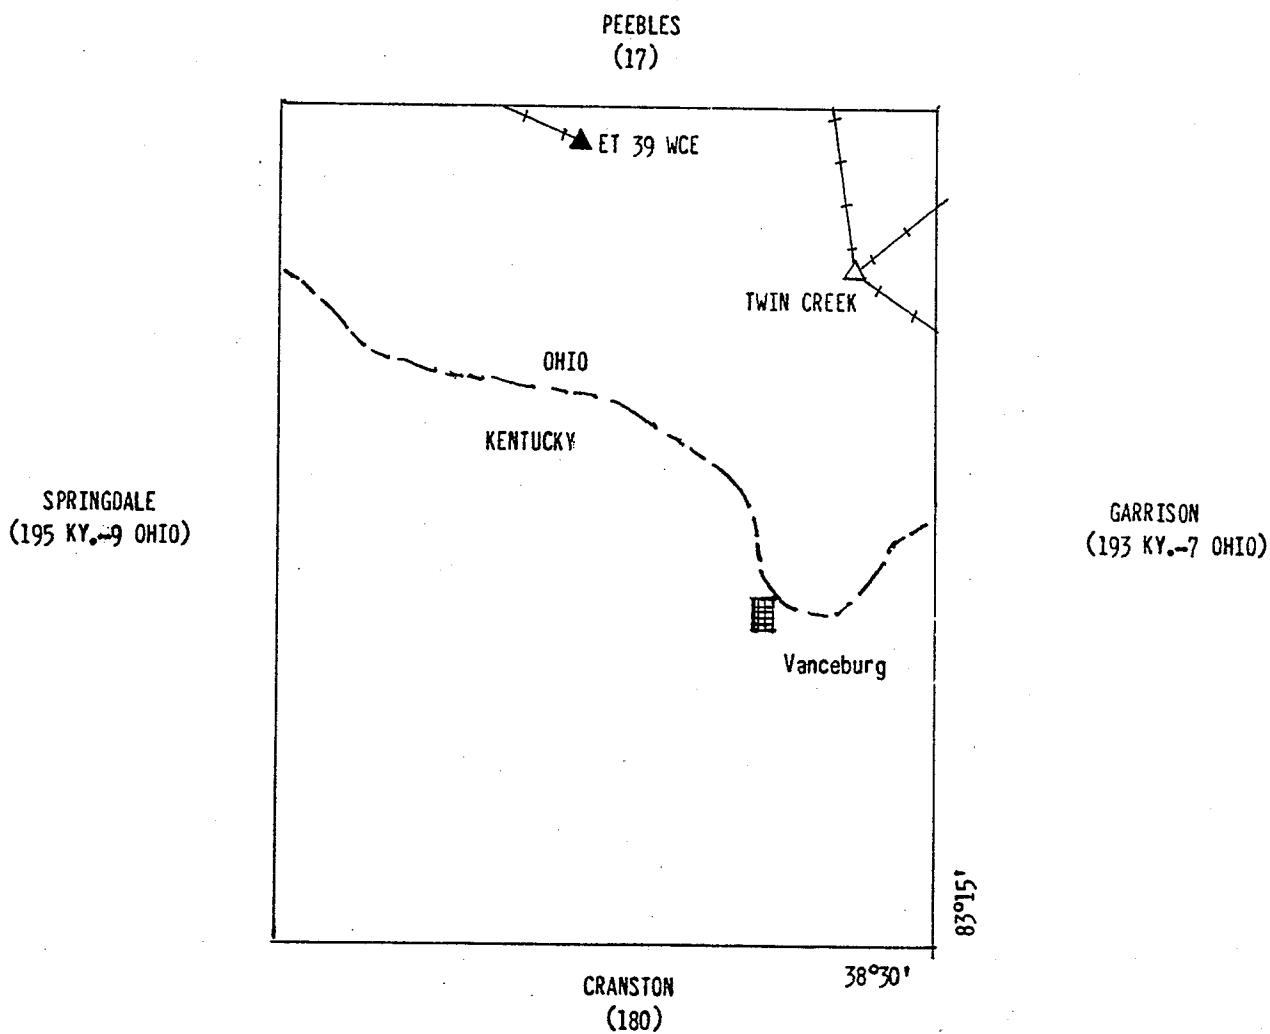 PEEBLES
(17)
ET 39 WCE
TWIN CREEK
OHIO
KENTUCKY
SPRINGDALE
(195 KY.-9 OHIO)
GARRISON
(193 KY.-7 OHIO)
Vanceburg
83°15'
38°30'
CRANSTON
(180)